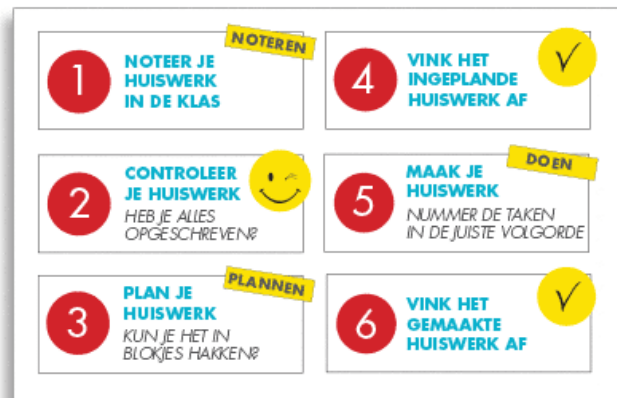 1
NOTEREN
NOTEER JE
HUISWERK
IN DE KLAS
2
CONTROLEER
JE HUISWERK
HEB JE ALLES
OPGESCHREVEN?
3
PLANNEN
PLAN JE
HUISWERK
KUN JE HET IN
BLOKJES HAKKEN?
4
VINK HET
INGEPLANDE
HUISWERK AF
5
DOEN
MAAK JE
HUISWERK
NUMMER DE TAKEN
IN DE JUISTE VOLGORDE
6
VINK HET
GEMAAKTE
HUISWERK AF